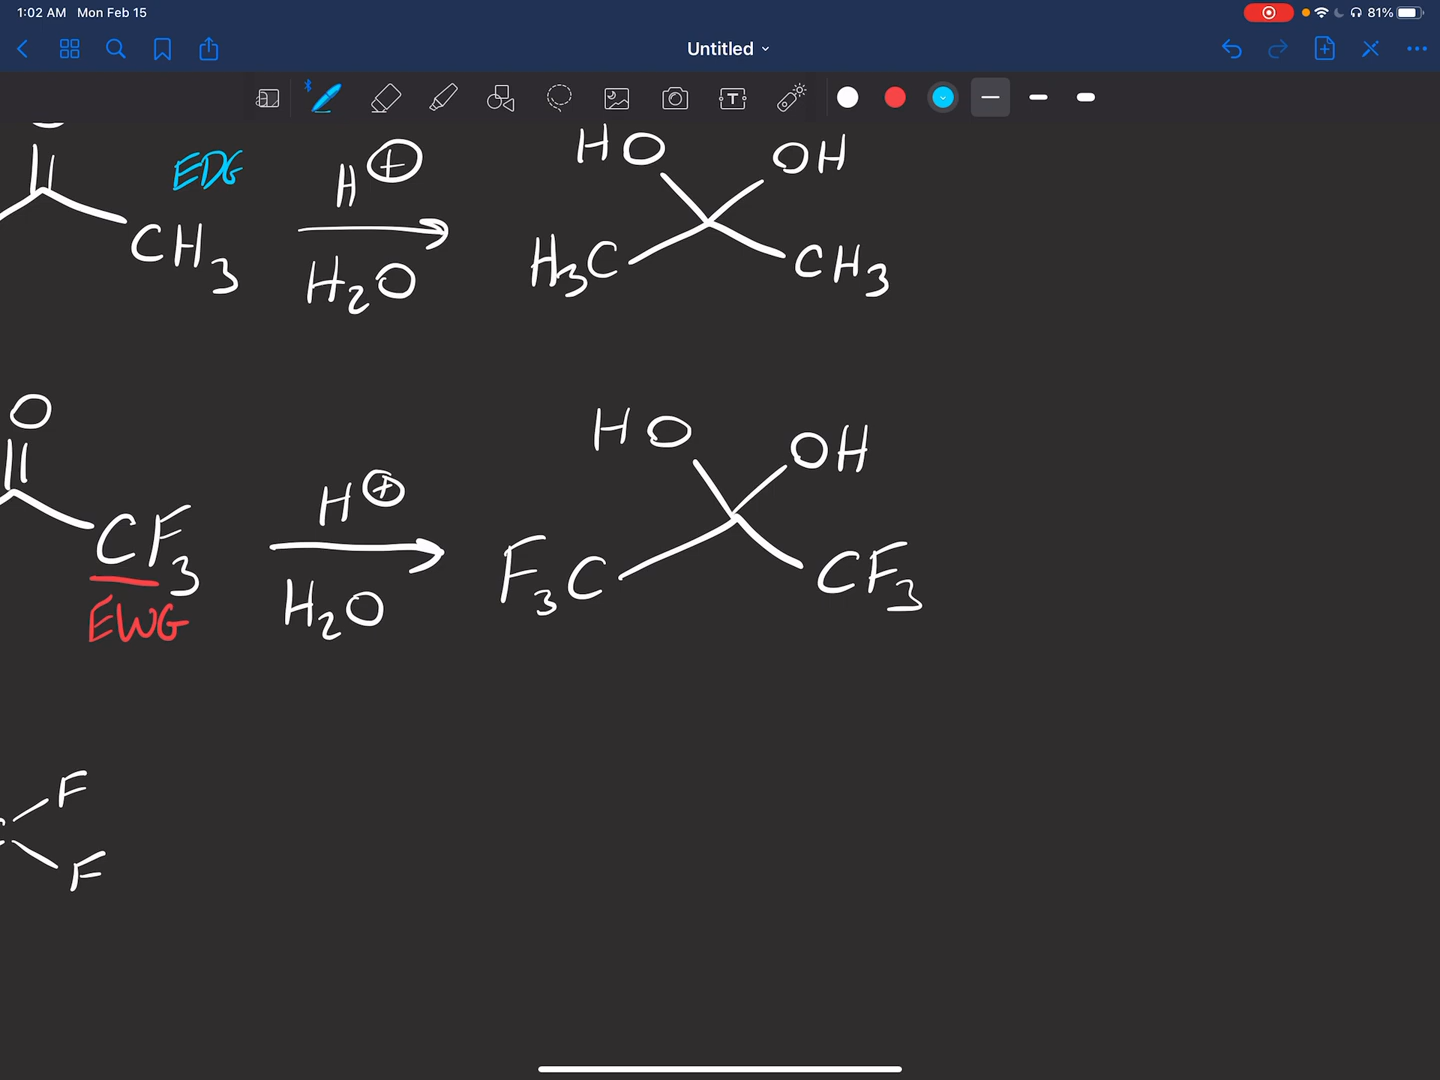 1:02 AM Mon Feb 15
81%
Untitled
T
EDG
CH3
H+
H2O
HO OH
H3C CH3
O
CF3
EWG
H+
H2O
HO OH
F3C CF3
F
F